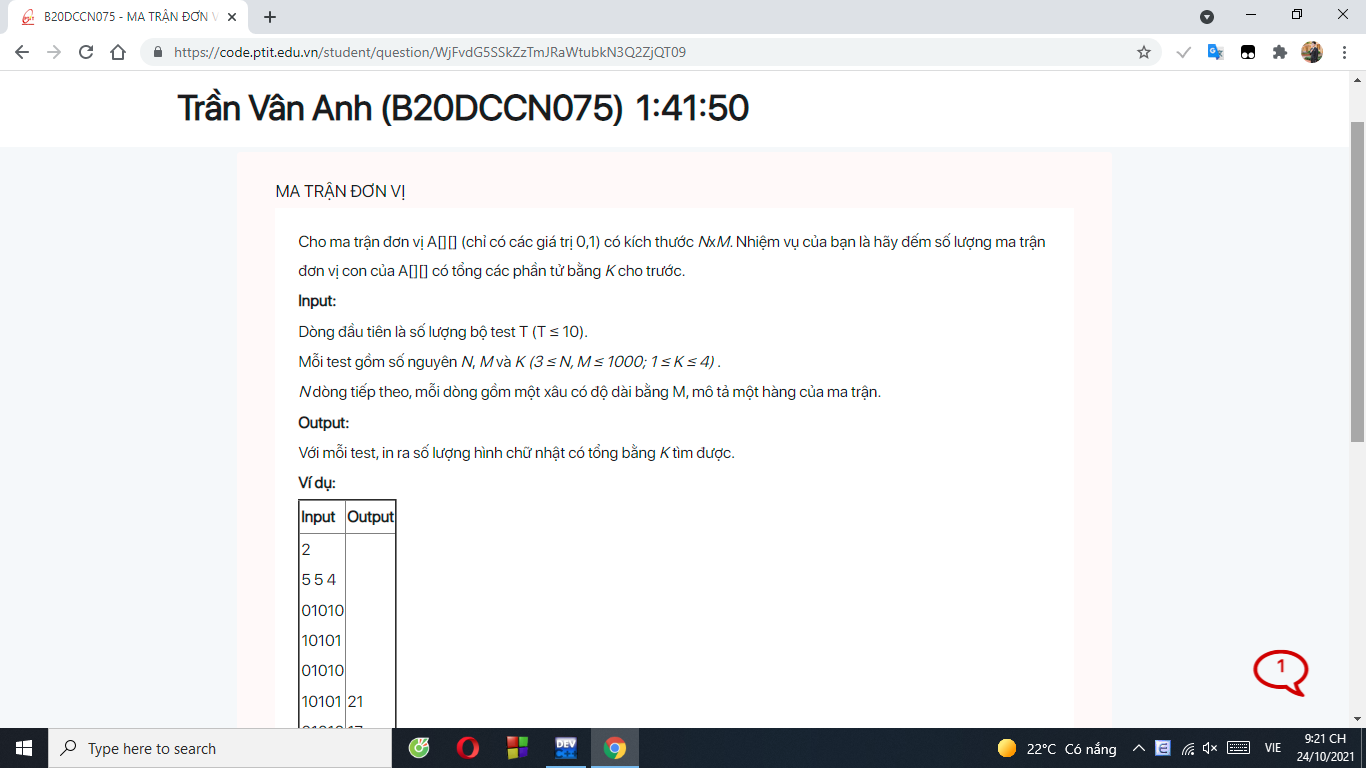 B20DCCN075 - MA TRẬN ĐƠN V
https://code.ptit.edu.vn/student/question/WjFvdG5SSkZzTmJRaWtubkN3Q2ZjQT09
Trần Vân Anh (B20DCCN075) 1:41:50
MA TRẬN ĐƠN VỊ
Cho ma trận đơn vị A[][] (chỉ có các giá trị 0,1) có kích thước NxM. Nhiệm vụ của bạn là hãy đếm số lượng ma trận
đơn vị con của A[][] có tổng các phần tử bằng K cho trước.
Input:
Dòng đầu tiên là số lượng bộ test T (T ≤ 10).
Mỗi test gồm số nguyên N, M và K (3 ≤ N, M ≤ 1000; 1 ≤ K ≤ 4) .
N dòng tiếp theo, mỗi dòng gồm một xâu có độ dài bằng M, mô tả một hàng của ma trận.
Output:
Với mỗi test, in ra số lượng hình chữ nhật có tổng bằng K tìm được.
Ví dụ:
Input Output
2
5 5 4
01010
10101
01010
10101 21
1
Type here to search
DEV
22°C Có nắng
VIE
9:21 CH
24/10/2021